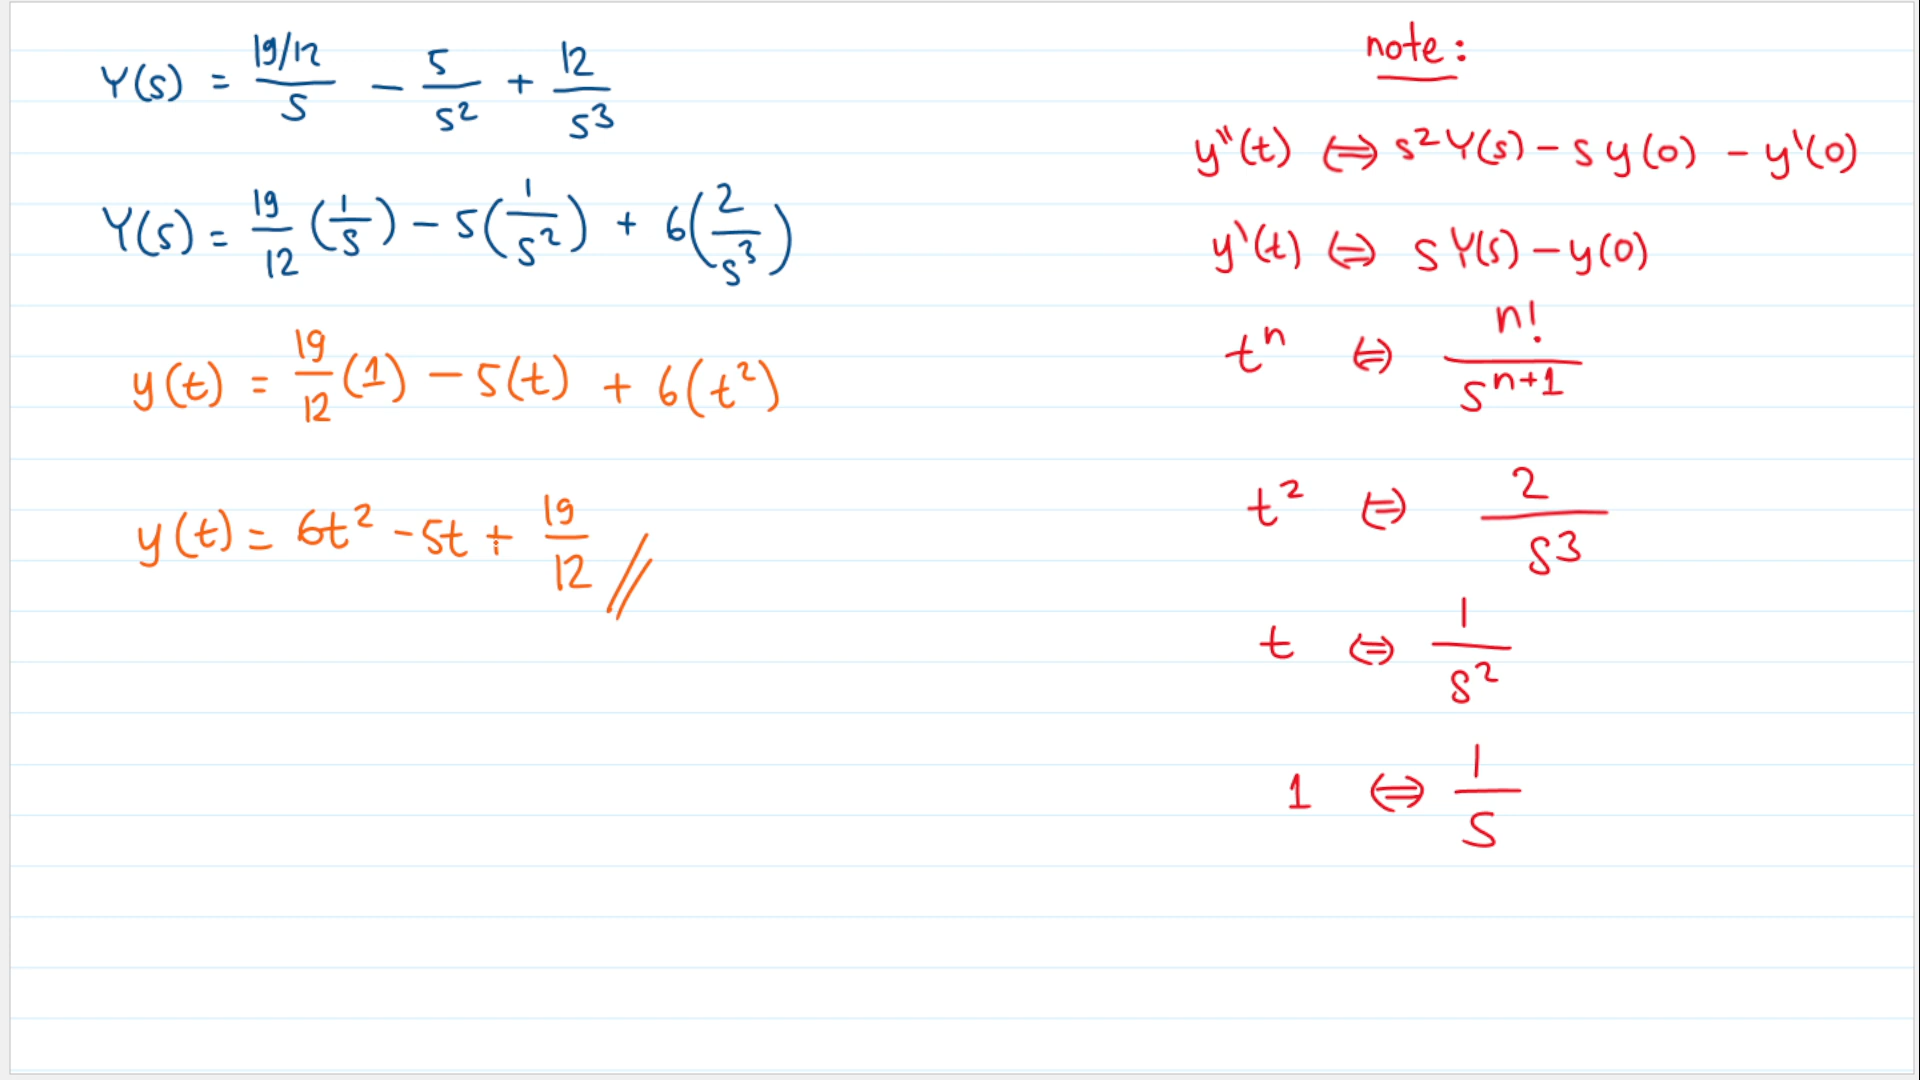 Y(s) = 19/12 / s − 5/s² + 12/s³
Y(s) = 19/12 (1/s) − 5(1/s²) + 6(2/s³)
y(t) = 19/12 (1) − 5(t) + 6(t²)
y(t) = 6t² − 5t + 19/12 //
note:
y''(t) ⇔ s²Y(s) − s y(0) − y'(0)
y'(t) ⇔ sY(s) − y(0)
tⁿ ⇔ n!/sⁿ⁺¹
t² ⇔ 2/s³
t ⇔ 1/s²
1 ⇔ 1/s